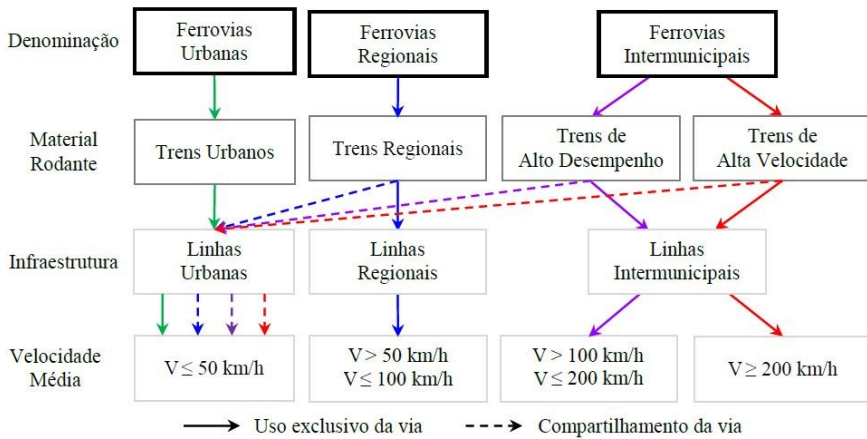 Denominação
Ferrovias
Urbanas
Ferrovias
Regionais
Ferrovias
Intermunicipais
Material
Rodante
Trens Urbanos
Trens Regionais
Trens de
Alto Desempenho
Trens de
Alta Velocidade
Infraestrutura
Linhas
Urbanas
Linhas
Regionais
Linhas
Intermunicipais
Velocidade
Média
V ≤ 50 km/h
V > 50 km/h
V ≤ 100 km/h
V > 100 km/h
V ≤ 200 km/h
V ≥ 200 km/h
Uso exclusivo da via
Compartilhamento da via